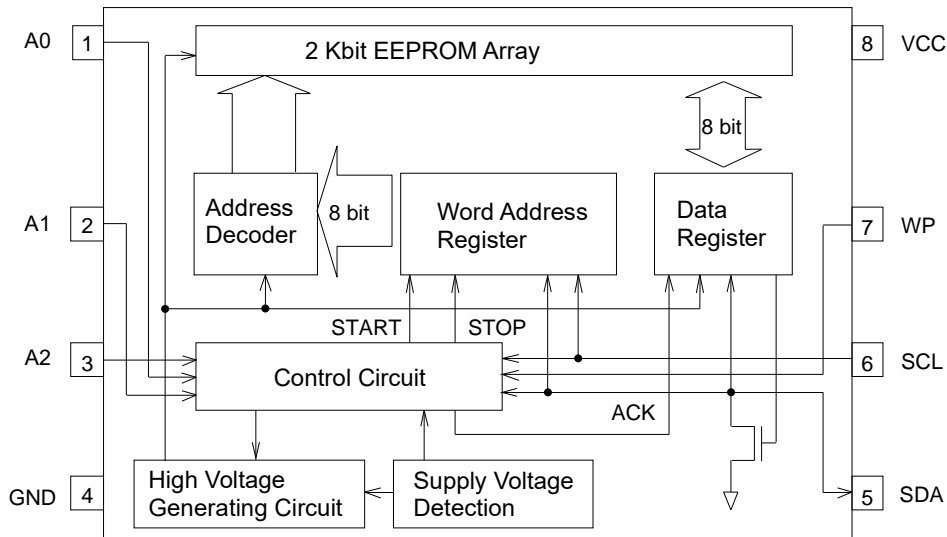 A0
1
2 Kbit EEPROM Array
8
VCC
8 bit
A1
2
Address
Decoder
8 bit
Word Address
Register
Data
Register
7
WP
START
STOP
A2
3
Control Circuit
6
SCL
ACK
GND
4
High Voltage
Generating Circuit
Supply Voltage
Detection
5
SDA